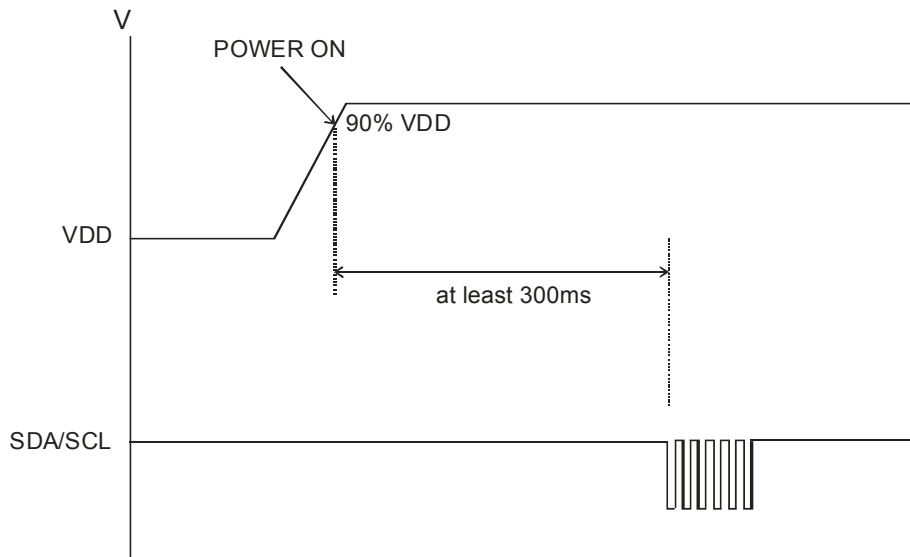 V
POWER ON
90% VDD
VDD
at least 300ms
SDA/SCL